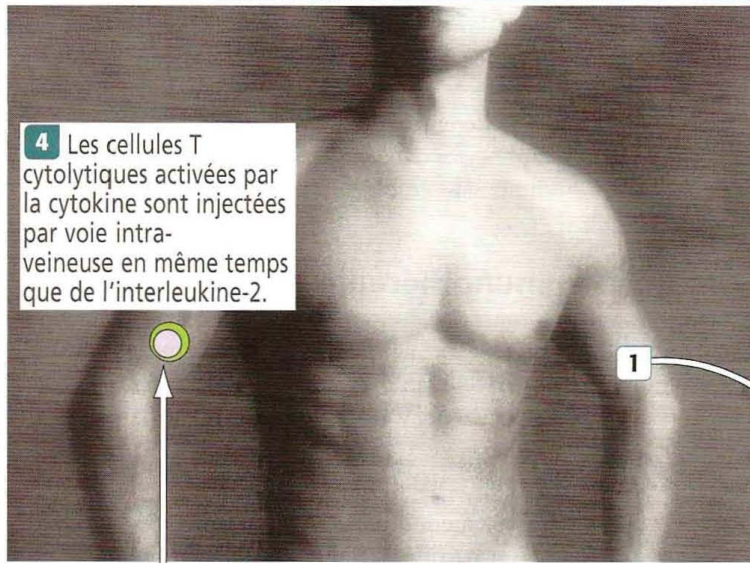 4 Les cellules T
cytolytiques activées par
la cytokine sont injectées
par voie intra-
veineuse en même temps
que de l'interleukine-2.
1